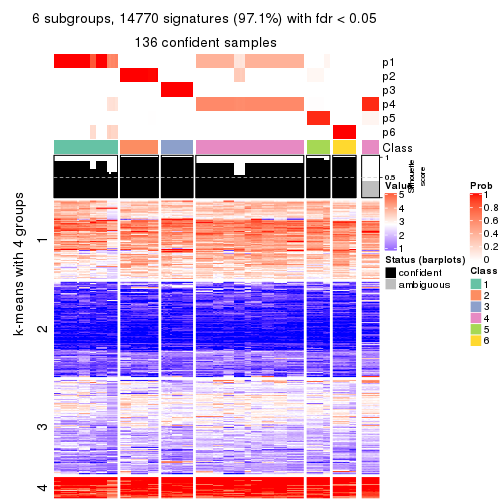 6 subgroups, 14770 signatures (97.1%) with fdr < 0.05
136 confident samples
p1
p2
p3
p4
p5
p6
Class
1
0.5
0
Silhouette
score
k-means with 4 groups
1
2
3
4
Value
5
4
3
2
1
Status (barplots)
confident
ambiguous
Prob
1
0.8
0.6
0.4
0.2
0
Class
1
2
3
4
5
6